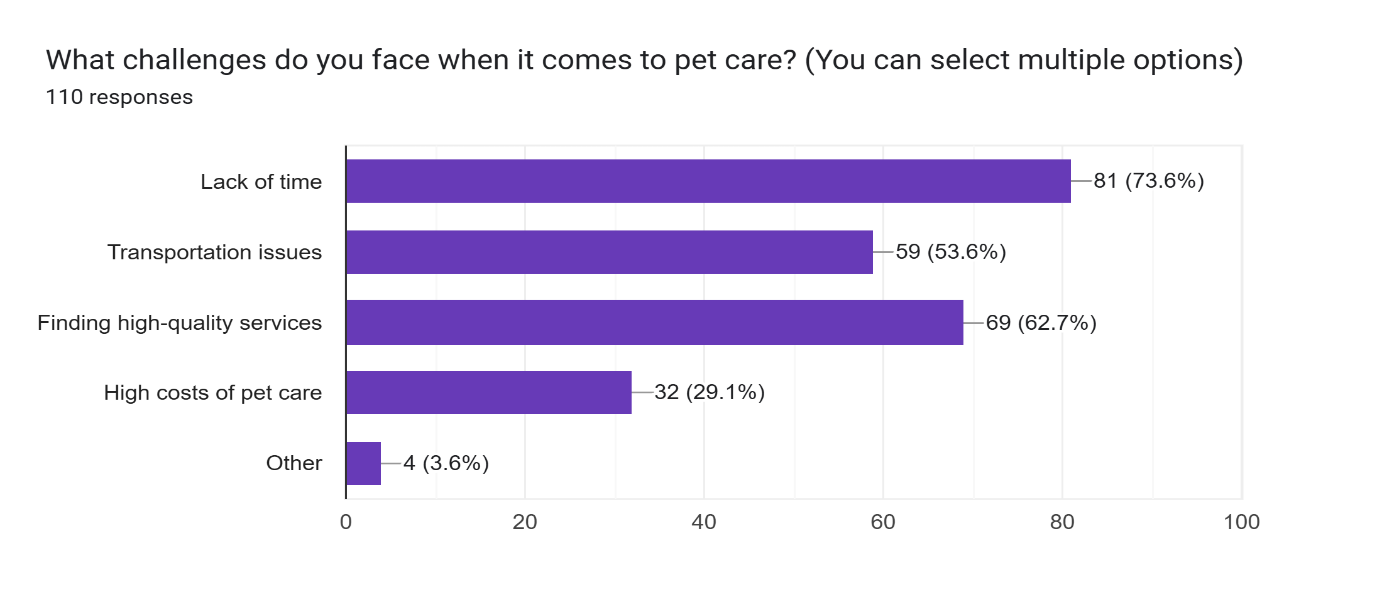 What challenges do you face when it comes to pet care? (You can select multiple options)
110 responses
Lack of time 81 (73.6%)
Transportation issues 59 (53.6%)
Finding high-quality services 69 (62.7%)
High costs of pet care 32 (29.1%)
Other 4 (3.6%)
0 20 40 60 80 100